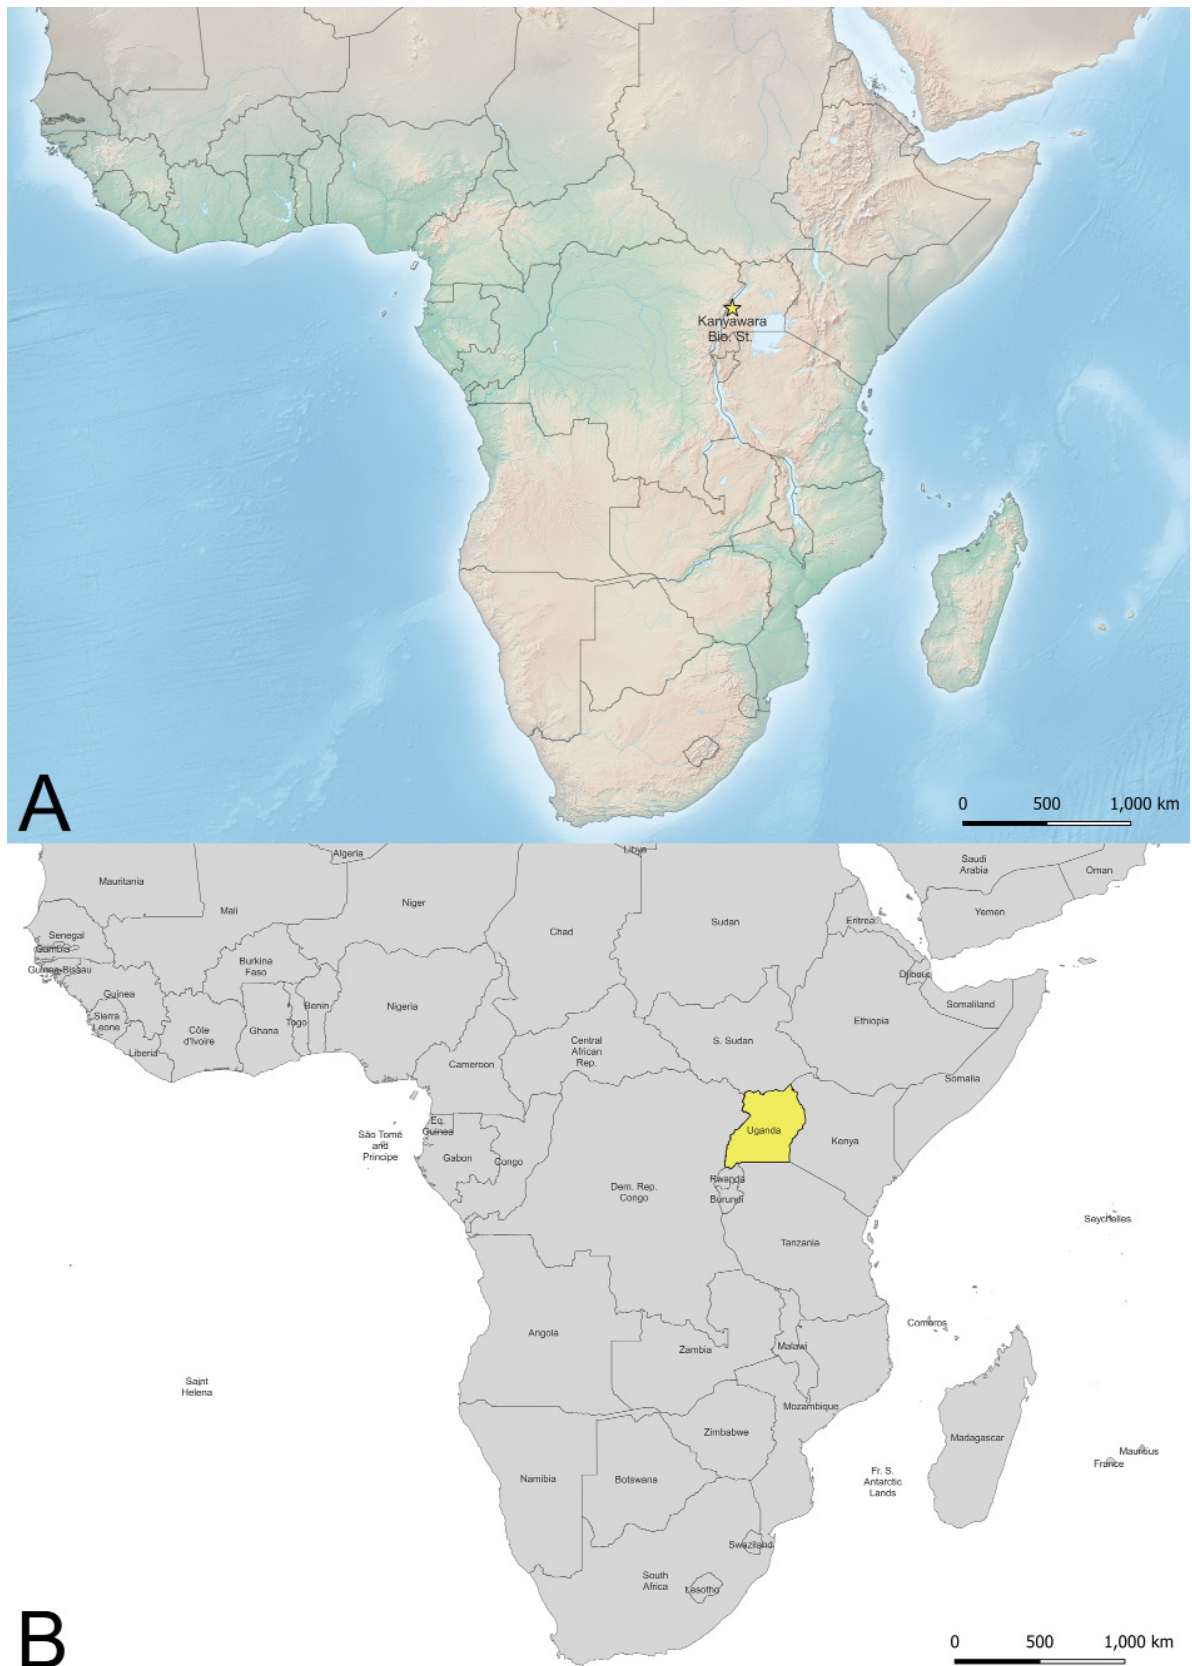 Kanyawara
Bio. St.
0 500 1,000 km
A
Algeria
Libya
Saudi
Arabia
Oman
Mauritania
Mali
Niger
Chad
Sudan
Eritrea
Yemen
Senegal
Gambia
Guinea-Bissau
Burkina
Faso
Djibouti
Guinea
Sierra
Leone
Liberia
Côte
d'Ivoire
Ghana
Togo
Benin
Nigeria
Cameroon
Central
African
Rep.
S. Sudan
Ethiopia
Somaliland
Somalia
São Tomé
and
Principe
Eq.
Guinea
Gabon
Congo
Dem. Rep.
Congo
Uganda
Kenya
Rwanda
Burundi
Tanzania
Seychelles
Angola
Zambia
Malawi
Comoros
Saint
Helena
Mozambique
Zimbabwe
Madagascar
Mauritius
France
Namibia
Botswana
Fr. S.
Antarctic
Lands
Swaziland
South
Africa
Lesotho
0 500 1,000 km
B